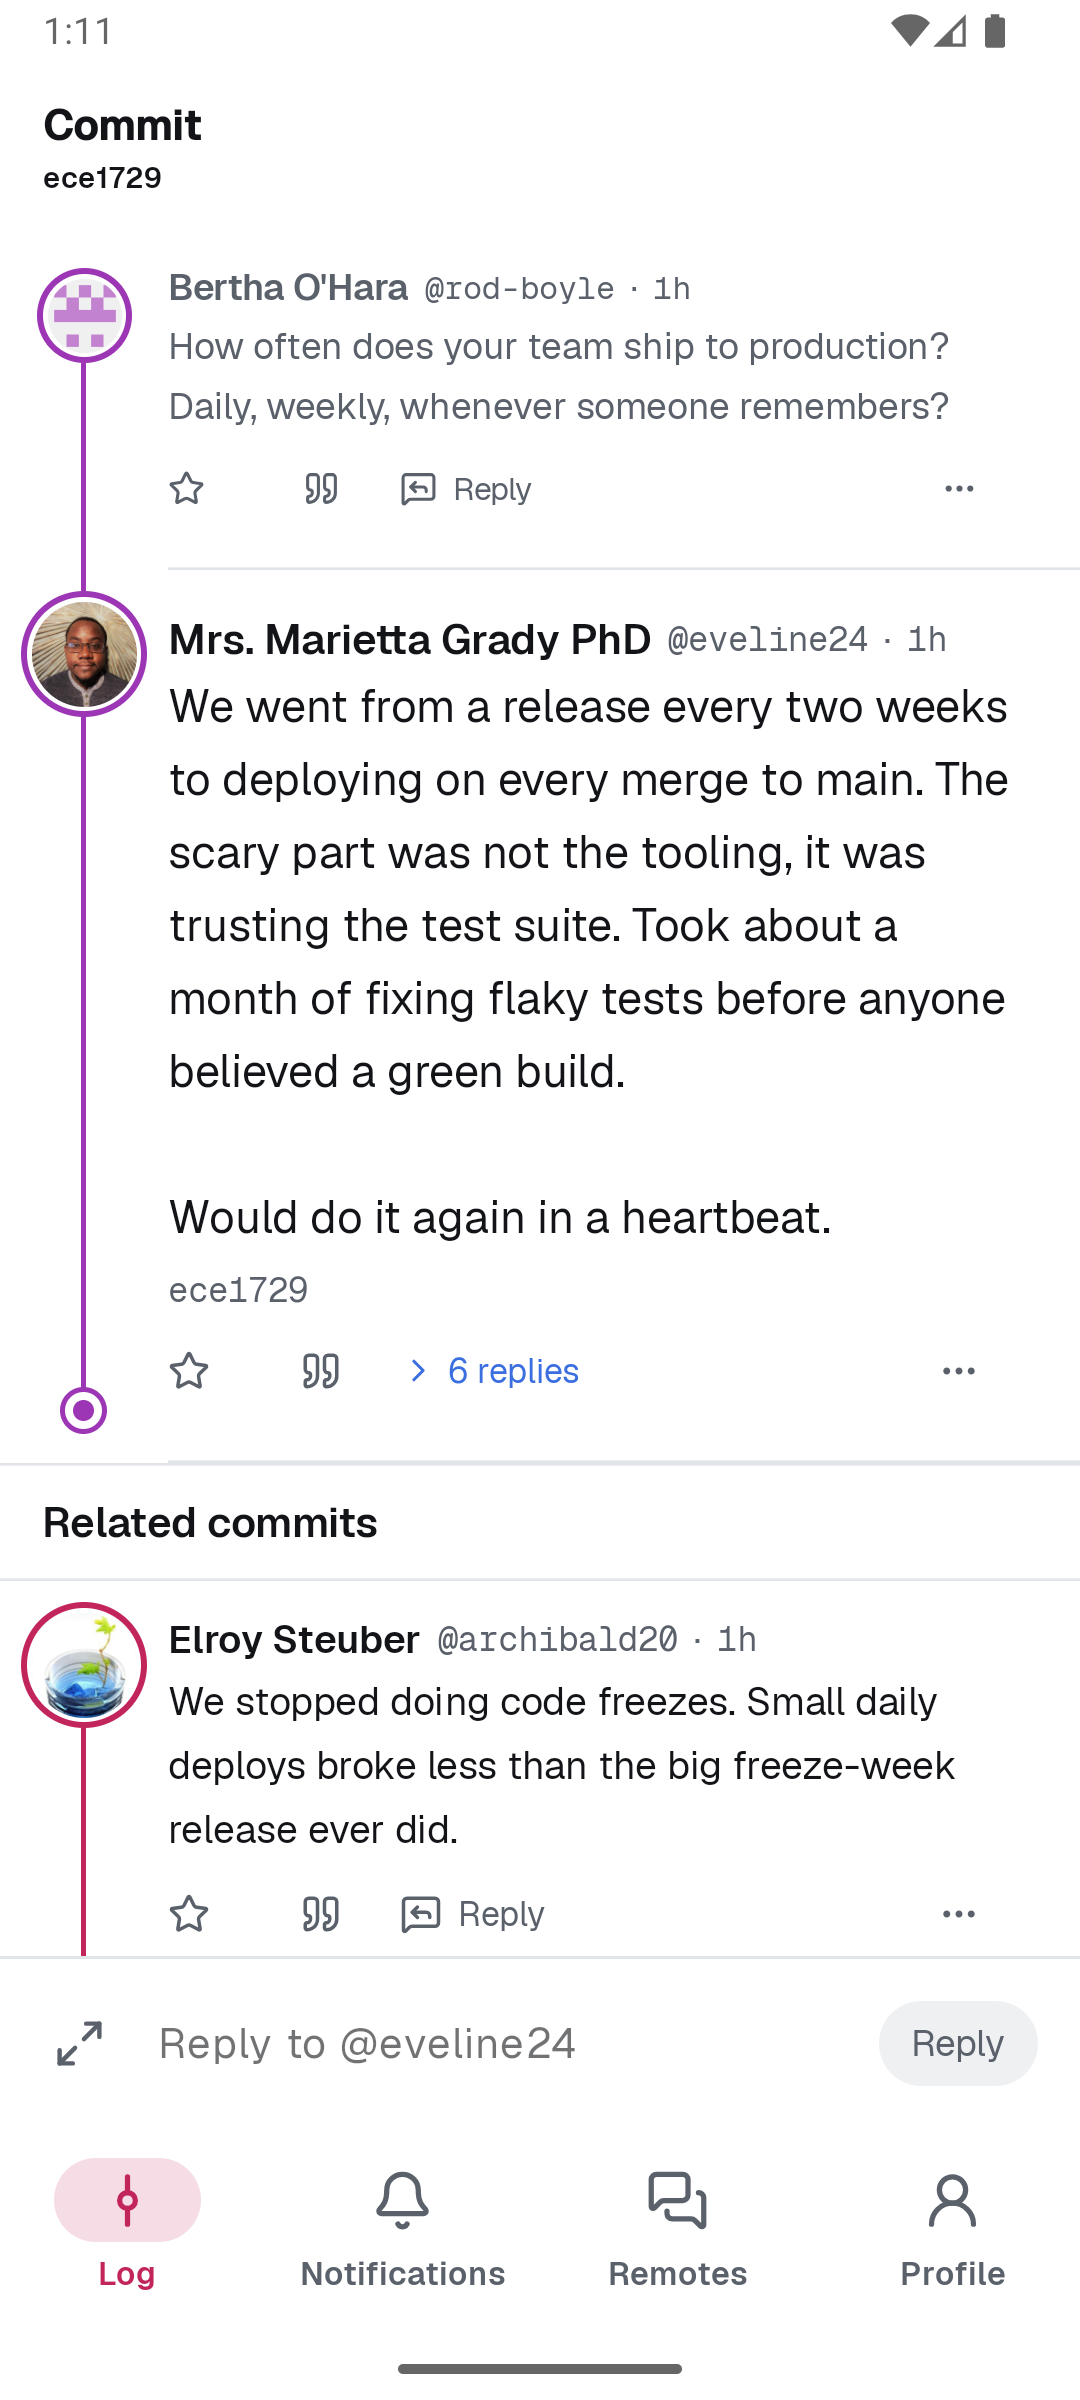 1:11
Commit
ece1729
Bertha O'Hara @rod-boyle · 1h
How often does your team ship to production?
Daily, weekly, whenever someone remembers?
Reply
Mrs. Marietta Grady PhD @eveline24 · 1h
We went from a release every two weeks
to deploying on every merge to main. The
scary part was not the tooling, it was
trusting the test suite. Took about a
month of fixing flaky tests before anyone
believed a green build.
Would do it again in a heartbeat.
ece1729
6 replies
Related commits
Elroy Steuber @archibald20 · 1h
We stopped doing code freezes. Small daily
deploys broke less than the big freeze-week
release ever did.
Reply
Reply to @eveline24 Reply
Log Notifications Remotes Profile